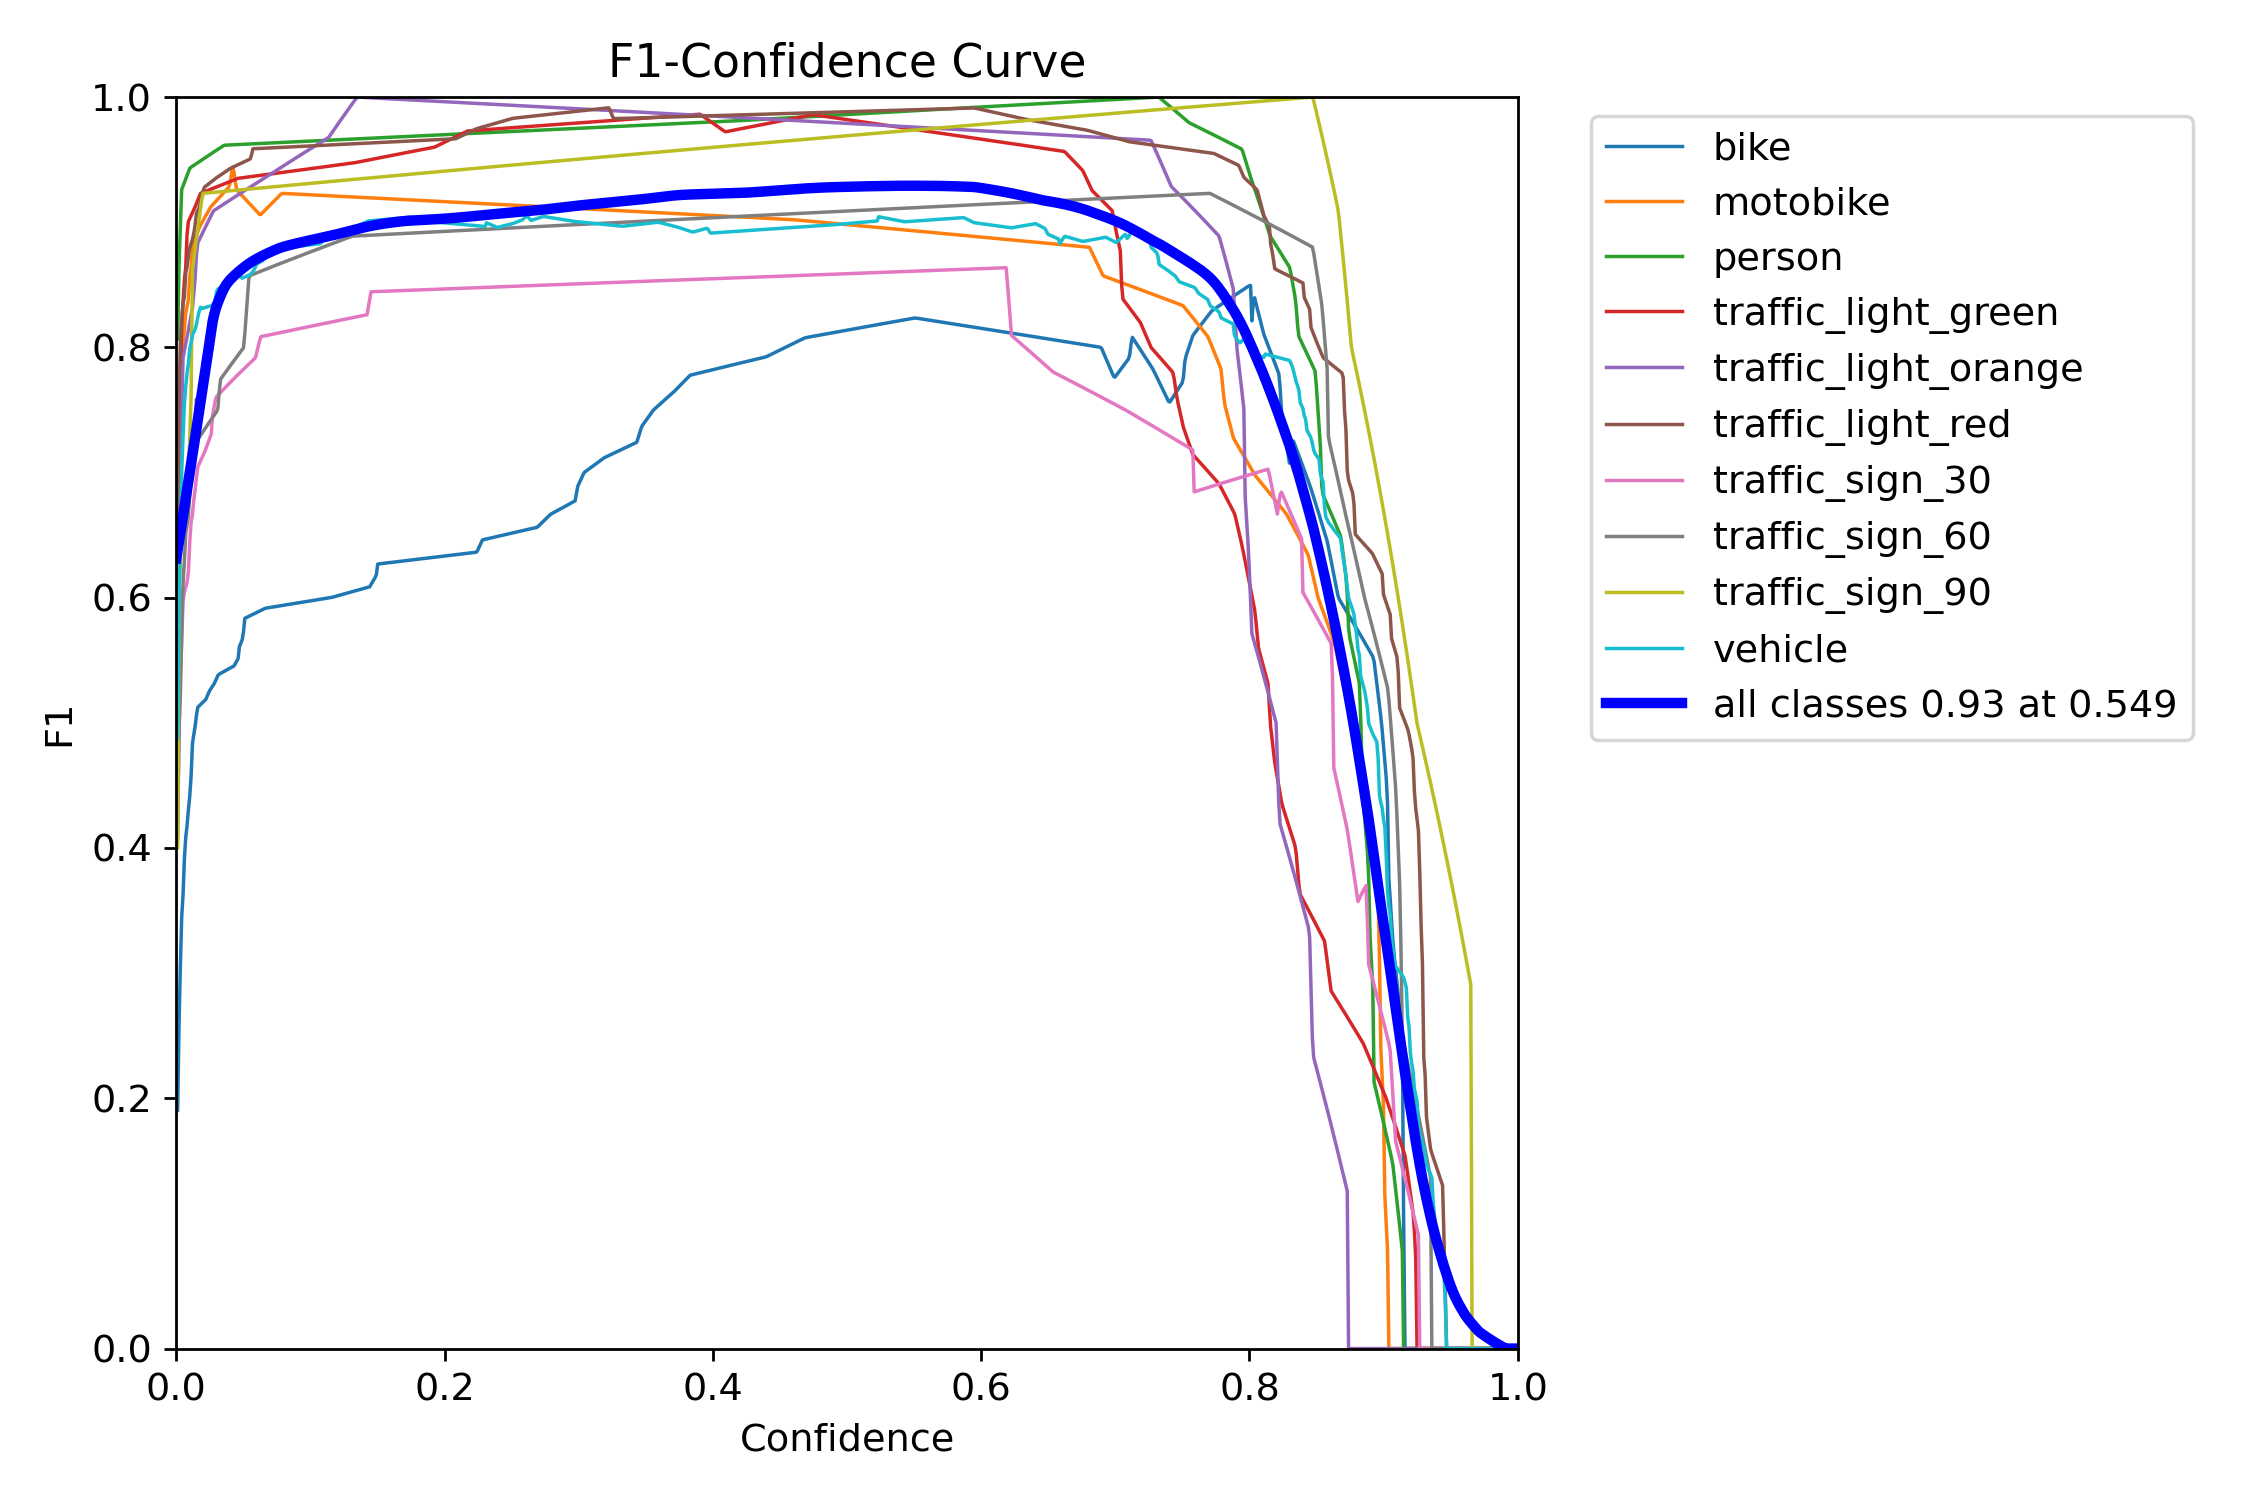 F1-Confidence Curve
1.0
0.8
0.6
0.4
0.2
0.0
F1
0.0 0.2 0.4 0.6 0.8 1.0
Confidence
bike
motobike
person
traffic_light_green
traffic_light_orange
traffic_light_red
traffic_sign_30
traffic_sign_60
traffic_sign_90
vehicle
all classes 0.93 at 0.549